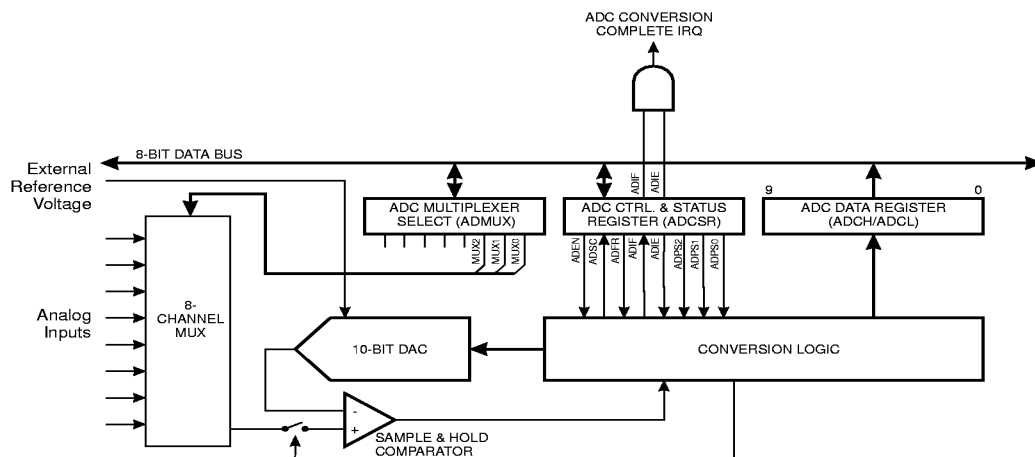 ADC CONVERSION
COMPLETE IRQ
8-BIT DATA BUS
External
Reference
Voltage
ADIF
ADIE
9
0
ADC MULTIPLEXER
SELECT (ADMUX)
ADC CTRL. & STATUS
REGISTER (ADCSR)
ADC DATA REGISTER
(ADCH/ADCL)
MUX2
MUX1
MUX0
ADEN
ADSC
ADFR
ADIF
ADIE
ADPS2
ADPS1
ADPS0
Analog
Inputs
8-
CHANNEL
MUX
10-BIT DAC
CONVERSION LOGIC
-
+
SAMPLE & HOLD
COMPARATOR